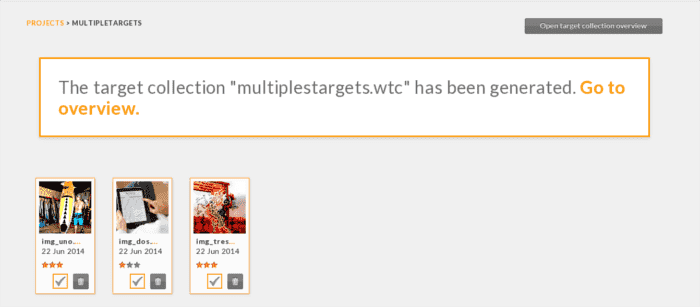 PROJECTS > MULTIPLETARGETS
Open target collection overview
The target collection "multiplestargets.wtc" has been generated. Go to
overview.
img_uno....
img_dos....
img_tres...
22 Jun 2014
22 Jun 2014
22 Jun 2014